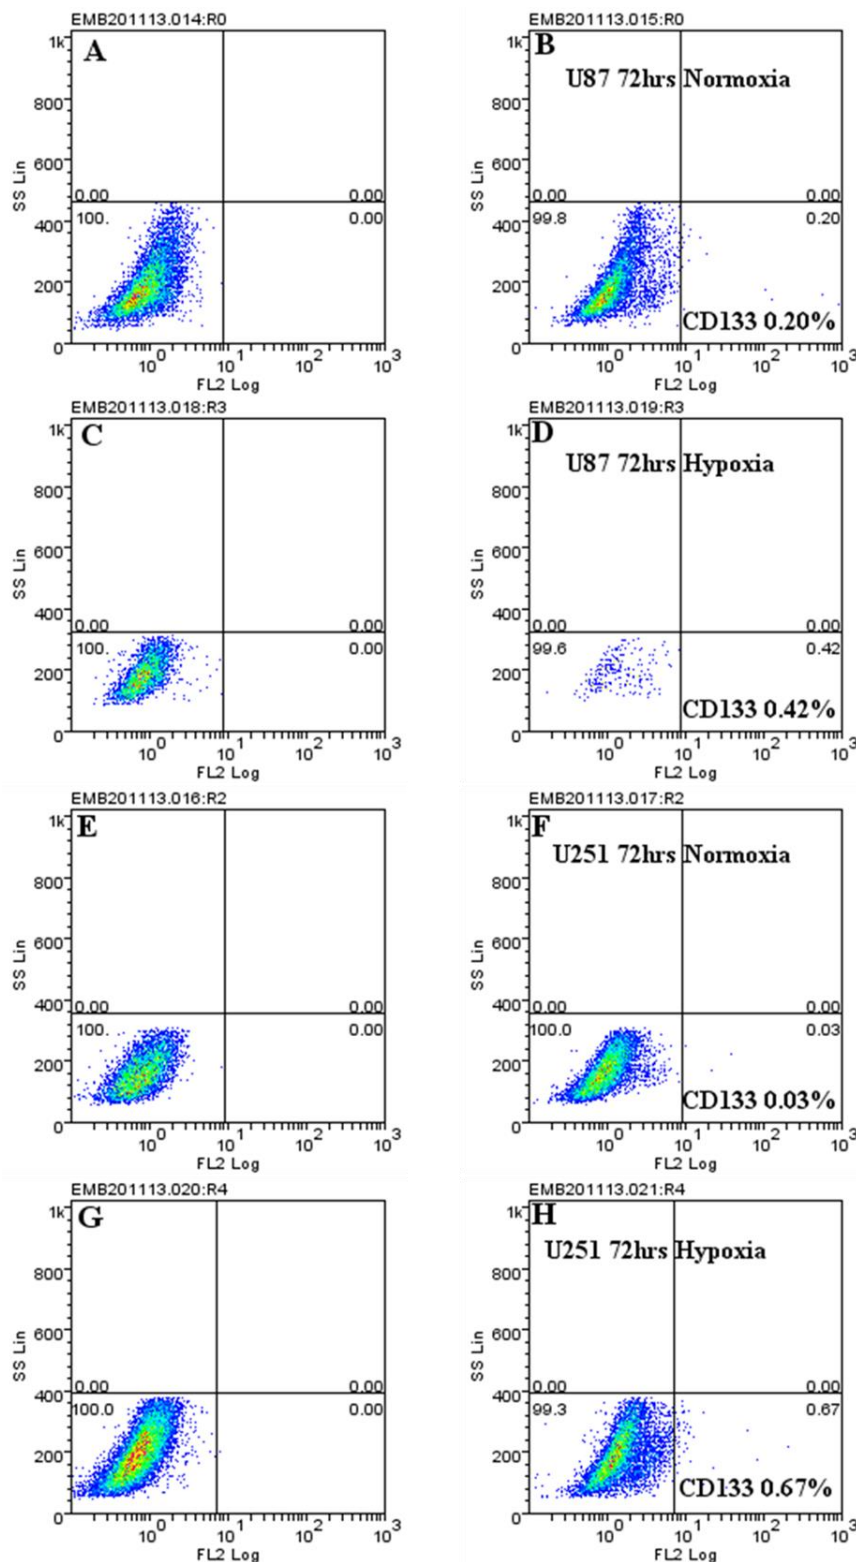 EMB201113.014:R0
A
1k
800
600
400
200
0
SS Lin
0.00
0.00
100.
0.00
10^0
10^1
10^2
10^3
FL2 Log
EMB201113.015:R0
B
U87 72hrs Normoxia
1k
800
600
400
200
0
SS Lin
0.00
0.00
99.8
0.20
CD133 0.20%
10^0
10^1
10^2
10^3
FL2 Log
EMB201113.018:R3
C
1k
800
600
400
200
0
SS Lin
0.00
0.00
100.
0.00
10^0
10^1
10^2
10^3
FL2 Log
EMB201113.019:R3
D
U87 72hrs Hypoxia
1k
800
600
400
200
0
SS Lin
0.00
0.00
99.6
0.42
CD133 0.42%
10^0
10^1
10^2
10^3
FL2 Log
EMB201113.016:R2
E
1k
800
600
400
200
0
SS Lin
0.00
0.00
100.
0.00
10^0
10^1
10^2
10^3
FL2 Log
EMB201113.017:R2
F
U251 72hrs Normoxia
1k
800
600
400
200
0
SS Lin
0.00
0.00
100.0
0.03
CD133 0.03%
10^0
10^1
10^2
10^3
FL2 Log
EMB201113.020:R4
G
1k
800
600
400
200
0
SS Lin
0.00
0.00
100.0
0.00
10^0
10^1
10^2
10^3
FL2 Log
EMB201113.021:R4
H
U251 72hrs Hypoxia
1k
800
600
400
200
0
SS Lin
0.00
0.00
99.3
0.67
CD133 0.67%
10^0
10^1
10^2
10^3
FL2 Log